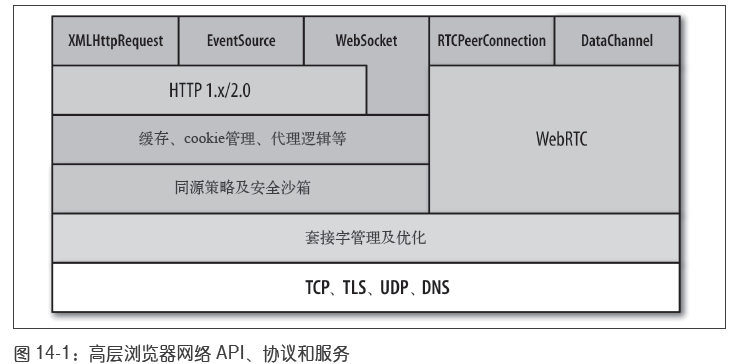 XMLHttpRequest EventSource WebSocket RTCPeerConnection DataChannel
HTTP 1.x/2.0
缓存、cookie管理、代理逻辑等
WebRTC
同源策略及安全沙箱
套接字管理及优化
TCP、TLS、UDP、DNS
图 14-1：高层浏览器网络 API、协议和服务